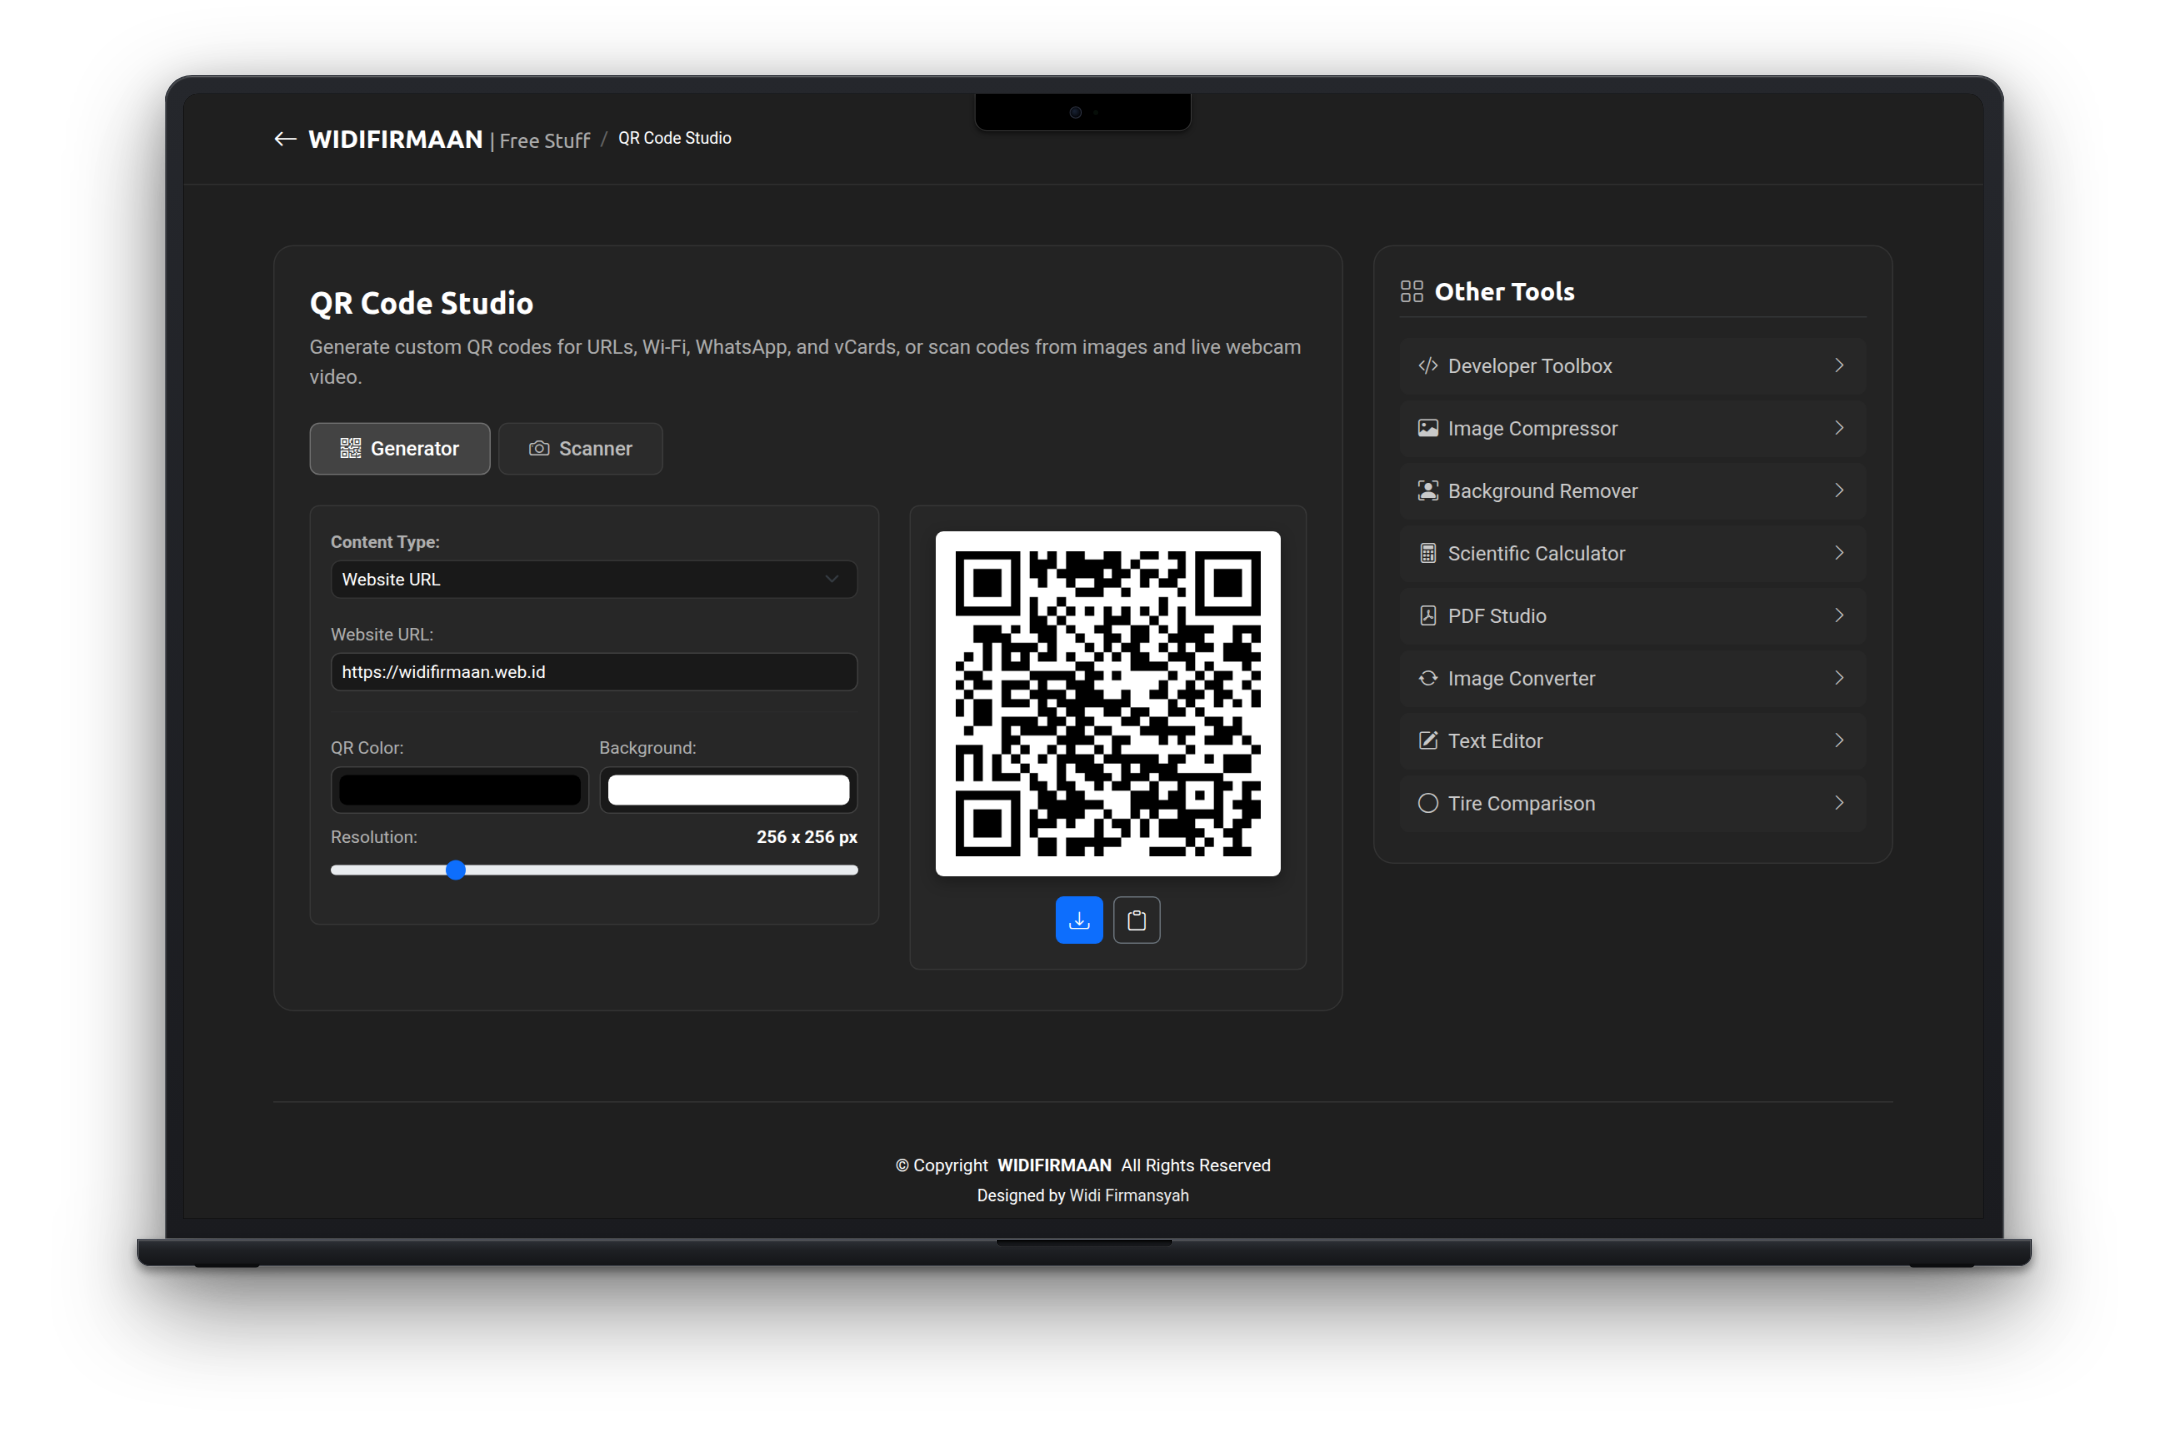 WIDIFIRMAAN | Free Stuff / QR Code Studio
QR Code Studio
Generate custom QR codes for URLs, Wi-Fi, WhatsApp, and vCards, or scan codes from images and live webcam
video.
Generator
Scanner
Content Type:
Website URL
Website URL:
https://widifirmaan.web.id
QR Color:
Background:
Resolution:
256 x 256 px
Other Tools
Developer Toolbox
Image Compressor
Background Remover
Scientific Calculator
PDF Studio
Image Converter
Text Editor
Tire Comparison
© Copyright WIDIFIRMAAN All Rights Reserved
Designed by Widi Firmansyah